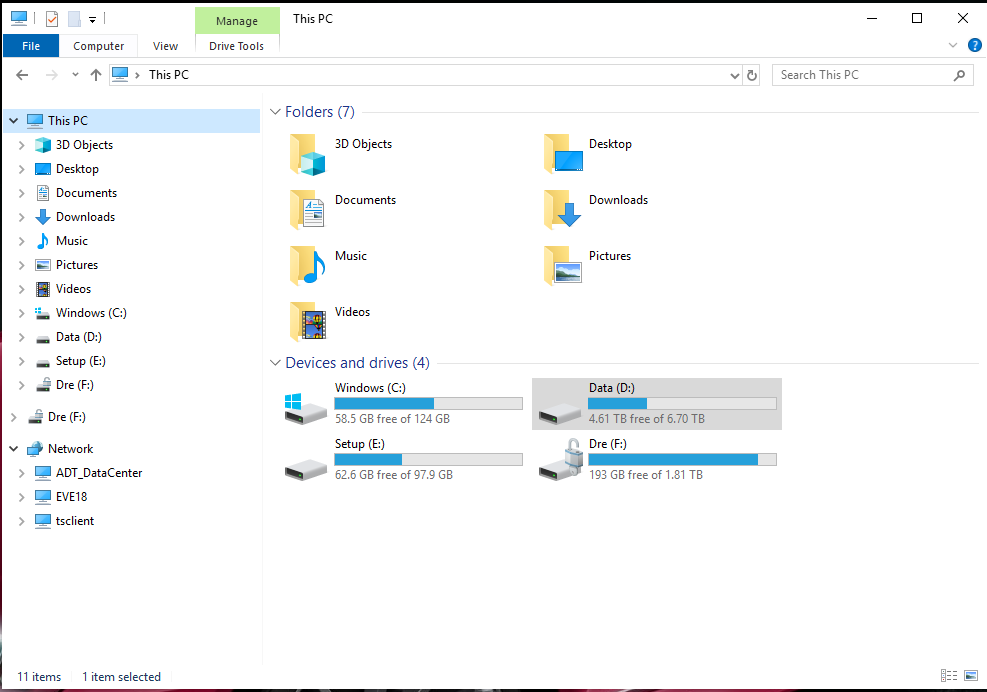 Manage
This PC
File
Computer
View
Drive Tools
This PC
Search This PC
This PC
3D Objects
Desktop
Documents
Downloads
Music
Pictures
Videos
Windows (C:)
Data (D:)
Setup (E:)
Dre (F:)
Dre (F:)
Network
ADT_DataCenter
EVE18
tsclient
Folders (7)
3D Objects
Desktop
Documents
Downloads
Music
Pictures
Videos
Devices and drives (4)
Windows (C:)
58.5 GB free of 124 GB
Data (D:)
4.61 TB free of 6.70 TB
Setup (E:)
62.6 GB free of 97.9 GB
Dre (F:)
193 GB free of 1.81 TB
11 items
1 item selected